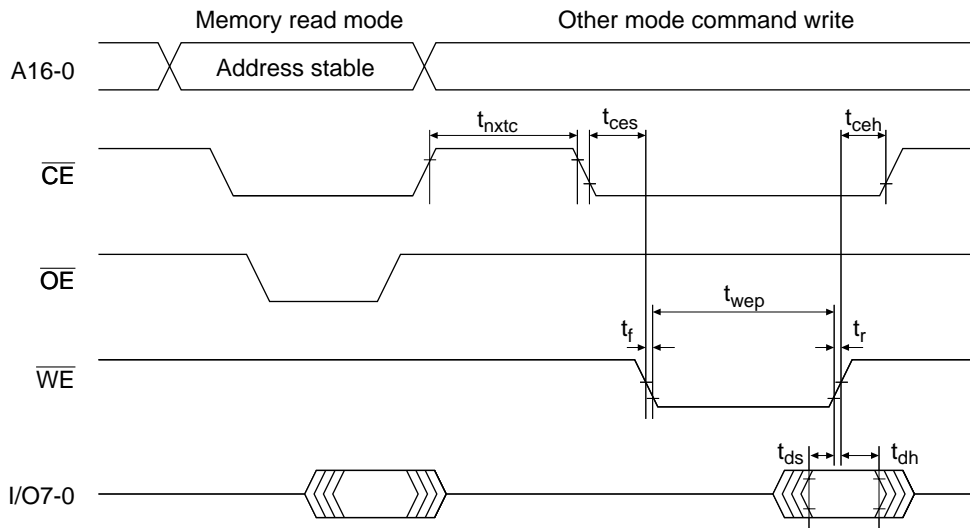 Memory read mode Other mode command write
A16-0 Address stable
tnxtc tces tceh
CE
OE
twep
tf tr
WE
tds tdh
I/O7-0